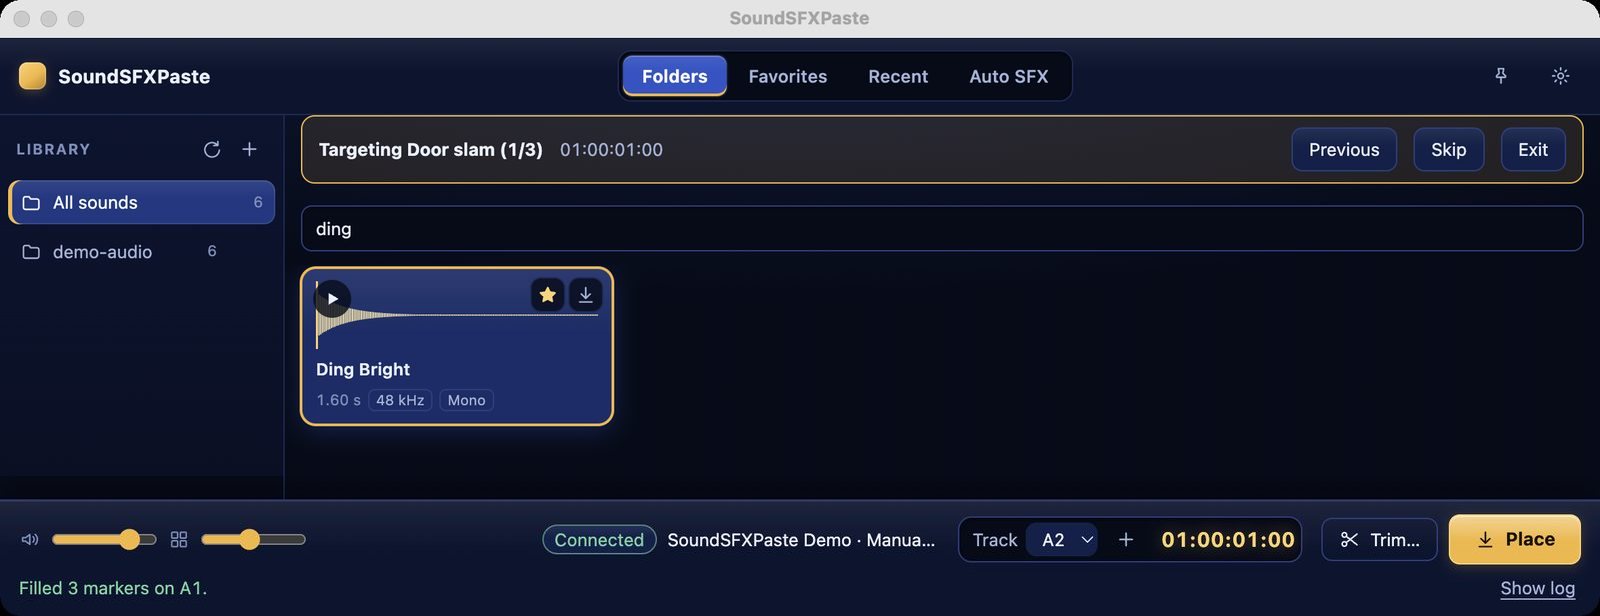 SoundSFXPaste
SoundSFXPaste
Folders
Favorites
Recent
Auto SFX
LIBRARY
All sounds 6
demo-audio 6
Targeting Door slam (1/3) 01:00:01:00
Previous
Skip
Exit
ding
Ding Bright
1.60 s 48 kHz Mono
Connected SoundSFXPaste Demo · Manua...
Track A2 + 01:00:01:00
Trim...
Place
Filled 3 markers on A1.
Show log